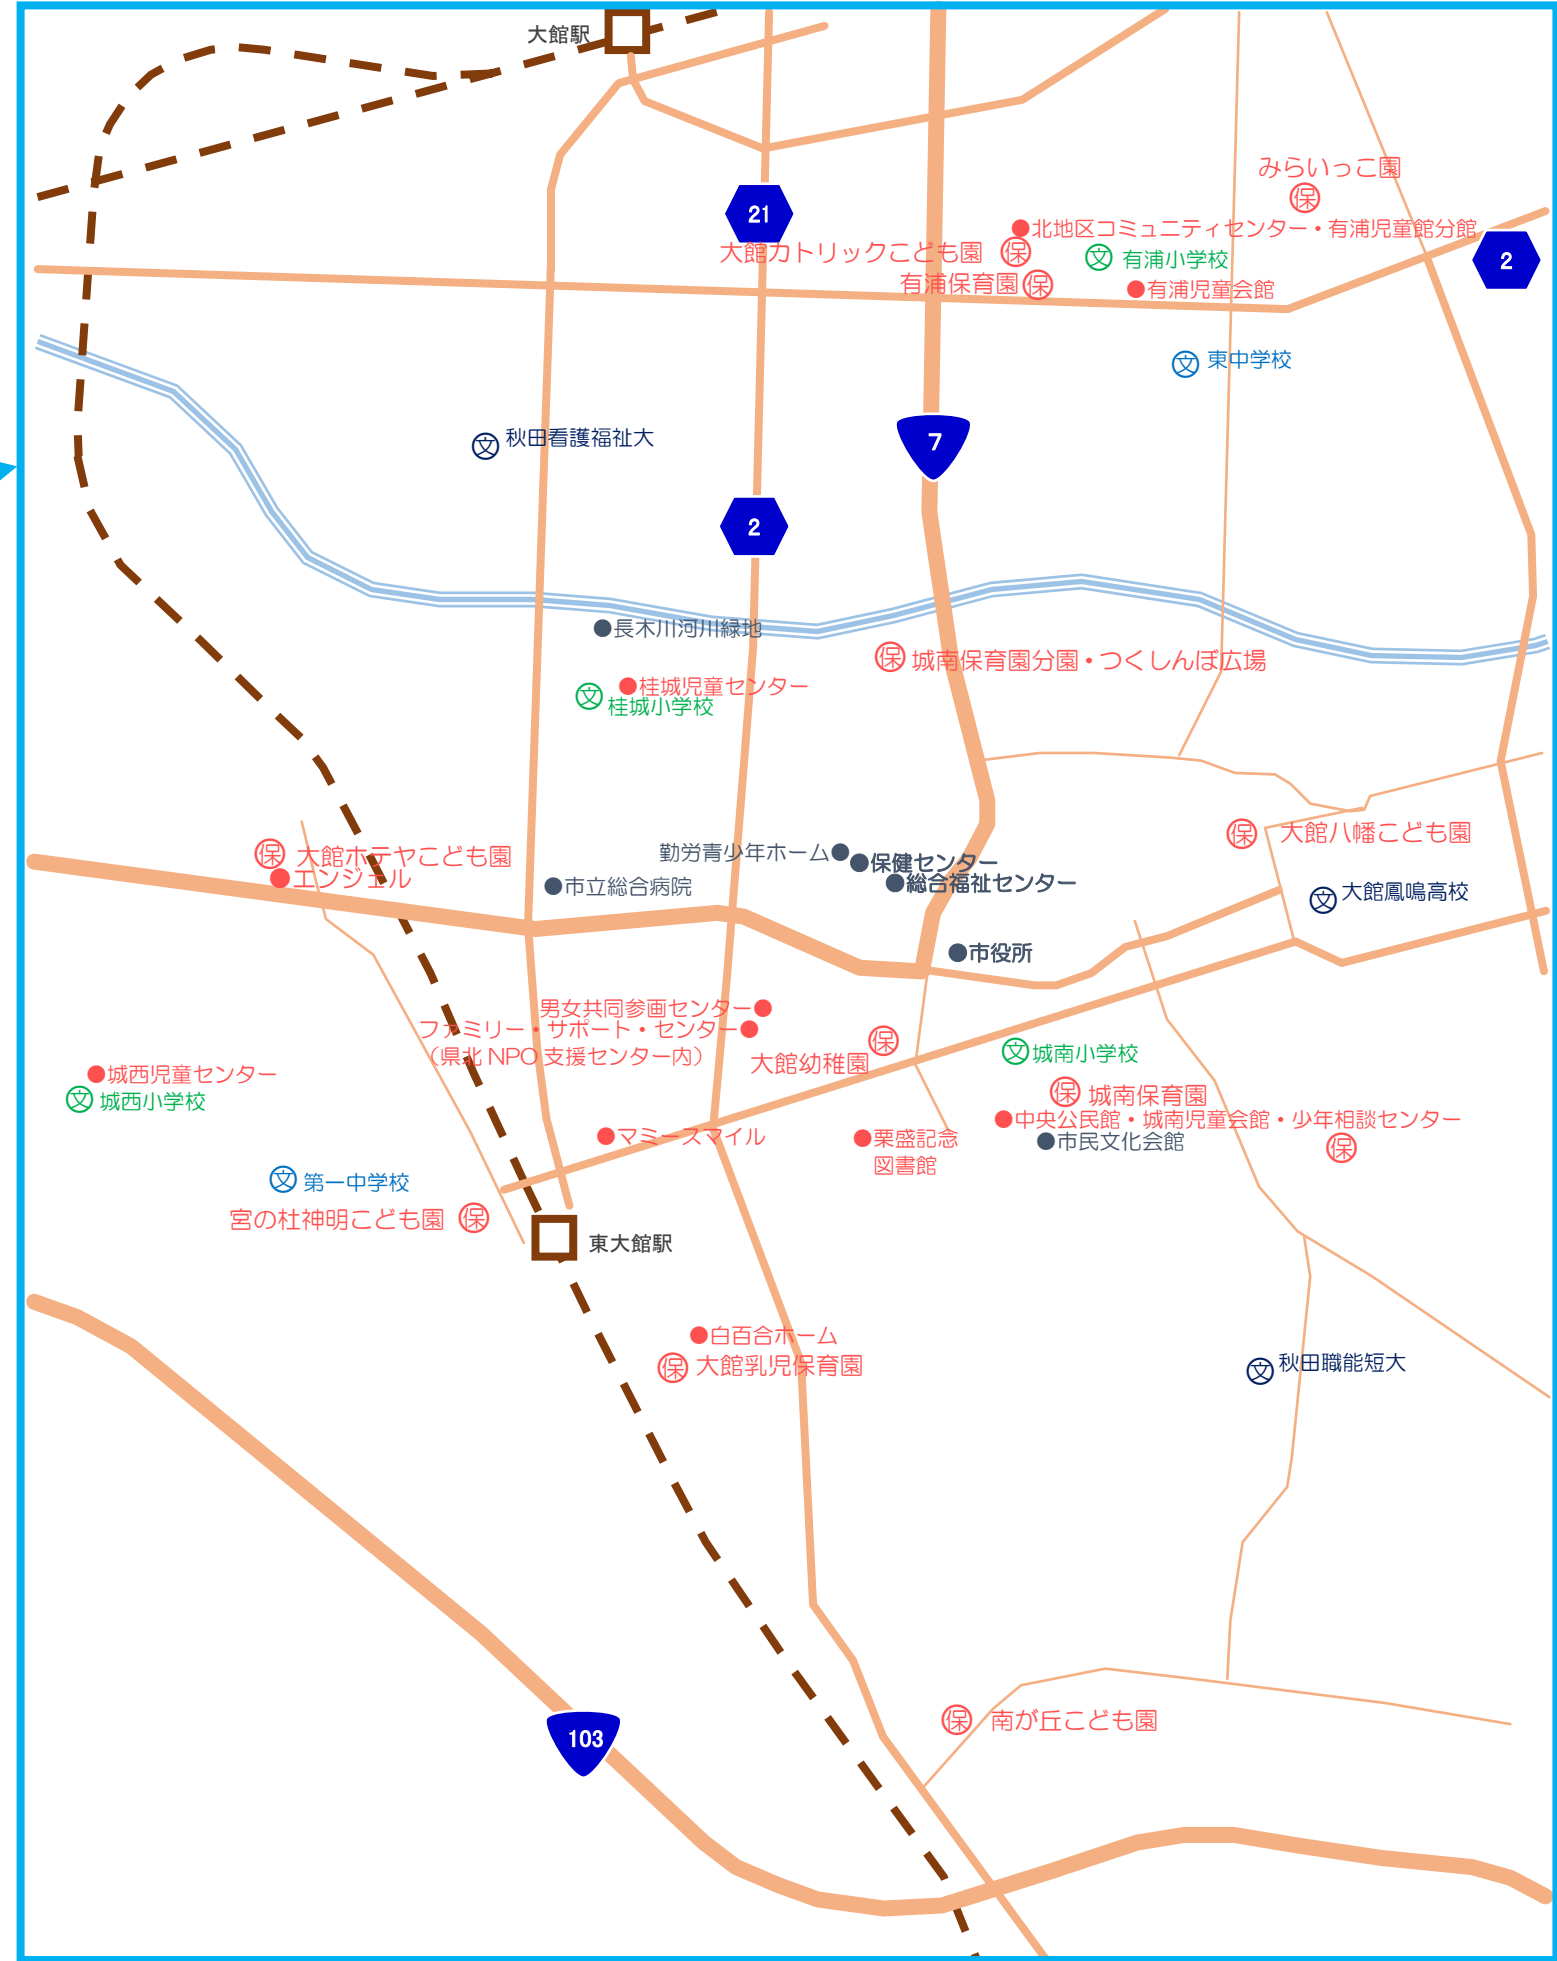 大館駅
みらいっこ園
保
21
北地区コミュニティセンター・有浦児童館分館
大館カトリックこども園 保
文 有浦小学校
2
有浦保育園 保
有浦児童会館
文 東中学校
文 秋田看護福祉大
7
2
長木川河川緑地
保 城南保育園分園・つくしんぼ広場
桂城児童センター
文 桂城小学校
保 大館八幡こども園
保 大館ホテヤこども園
エンジェル
勤労青少年ホーム
保健センター
総合福祉センター
市立総合病院
文 大館鳳鳴高校
市役所
男女共同参画センター
ファミリー・サポート・センター
（県北 NPO 支援センター内）
保
大館幼稚園
文 城南小学校
城西児童センター
文 城西小学校
保 城南保育園
中央公民館・城南児童会館・少年相談センター
市民文化会館
保
マミースマイル
栗盛記念
図書館
文 第一中学校
宮の杜神明こども園 保
東大館駅
白百合ホーム
保 大館乳児保育園
文 秋田職能短大
保 南が丘こども園
103